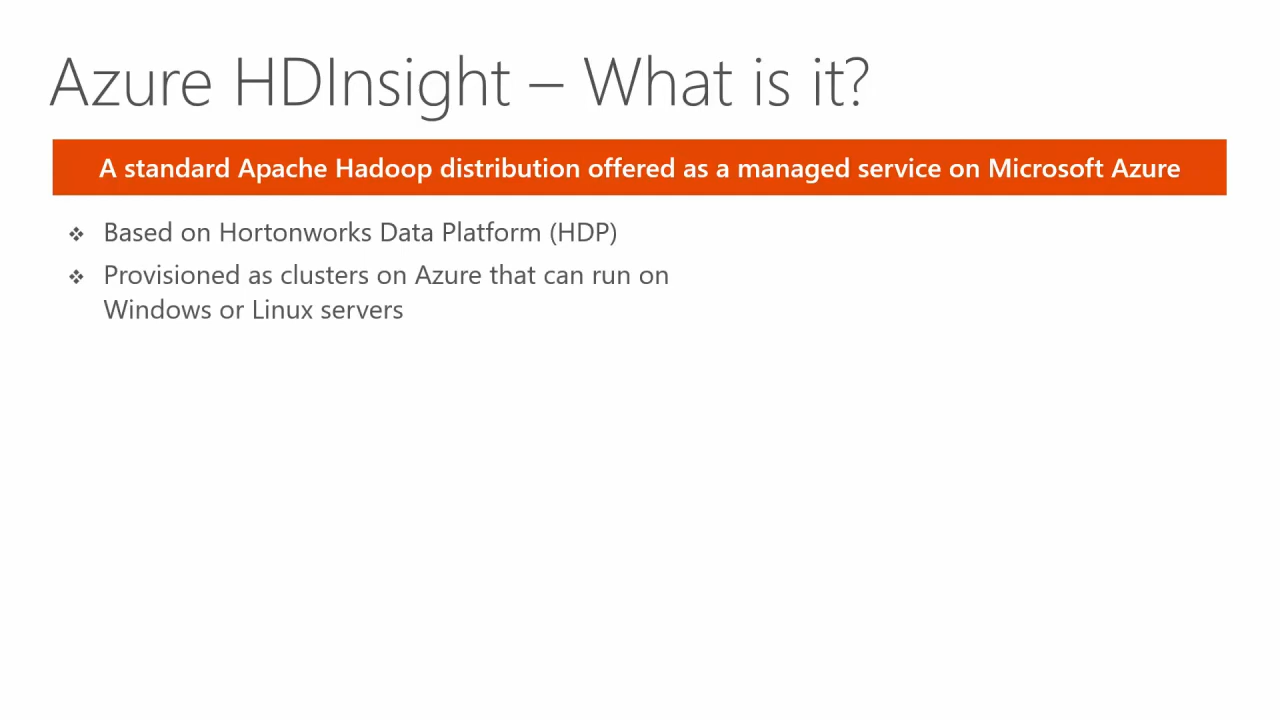 Azure HDInsight – What is it?
A standard Apache Hadoop distribution offered as a managed service on Microsoft Azure
❖ Based on Hortonworks Data Platform (HDP)
❖ Provisioned as clusters on Azure that can run on
Windows or Linux servers